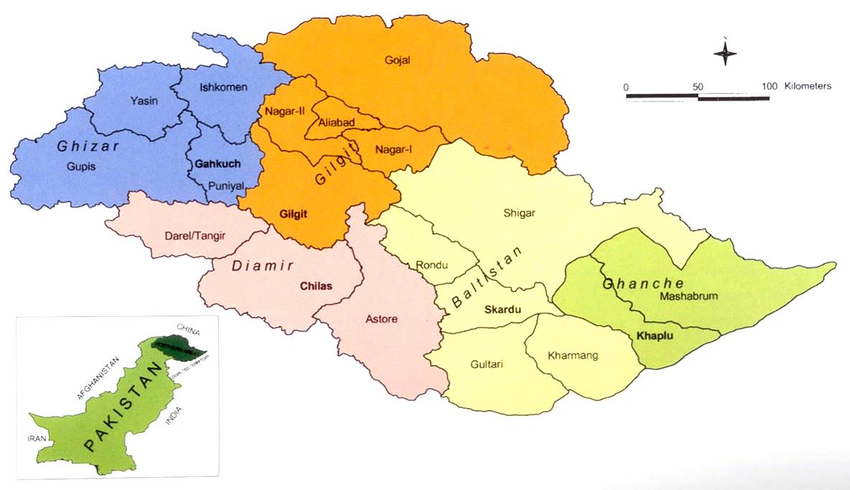 Gojal
0 50 100 Kilometers
Ishkomen
Yasin
Nagar-II
Aliabad
Ghizar
Gupis
Gahkuch
Nagar-I
Gilgit
Puniyal
Gilgit
Shigar
Darel/Tangir
Diamir
Rondu
Baltistan
Chilas
Ghanche
Mashabrum
Skardu
Astore
Khaplu
Gultari
Kharmang
CHINA
AFGHANISTAN
PAKISTAN
INDIA
IRAN